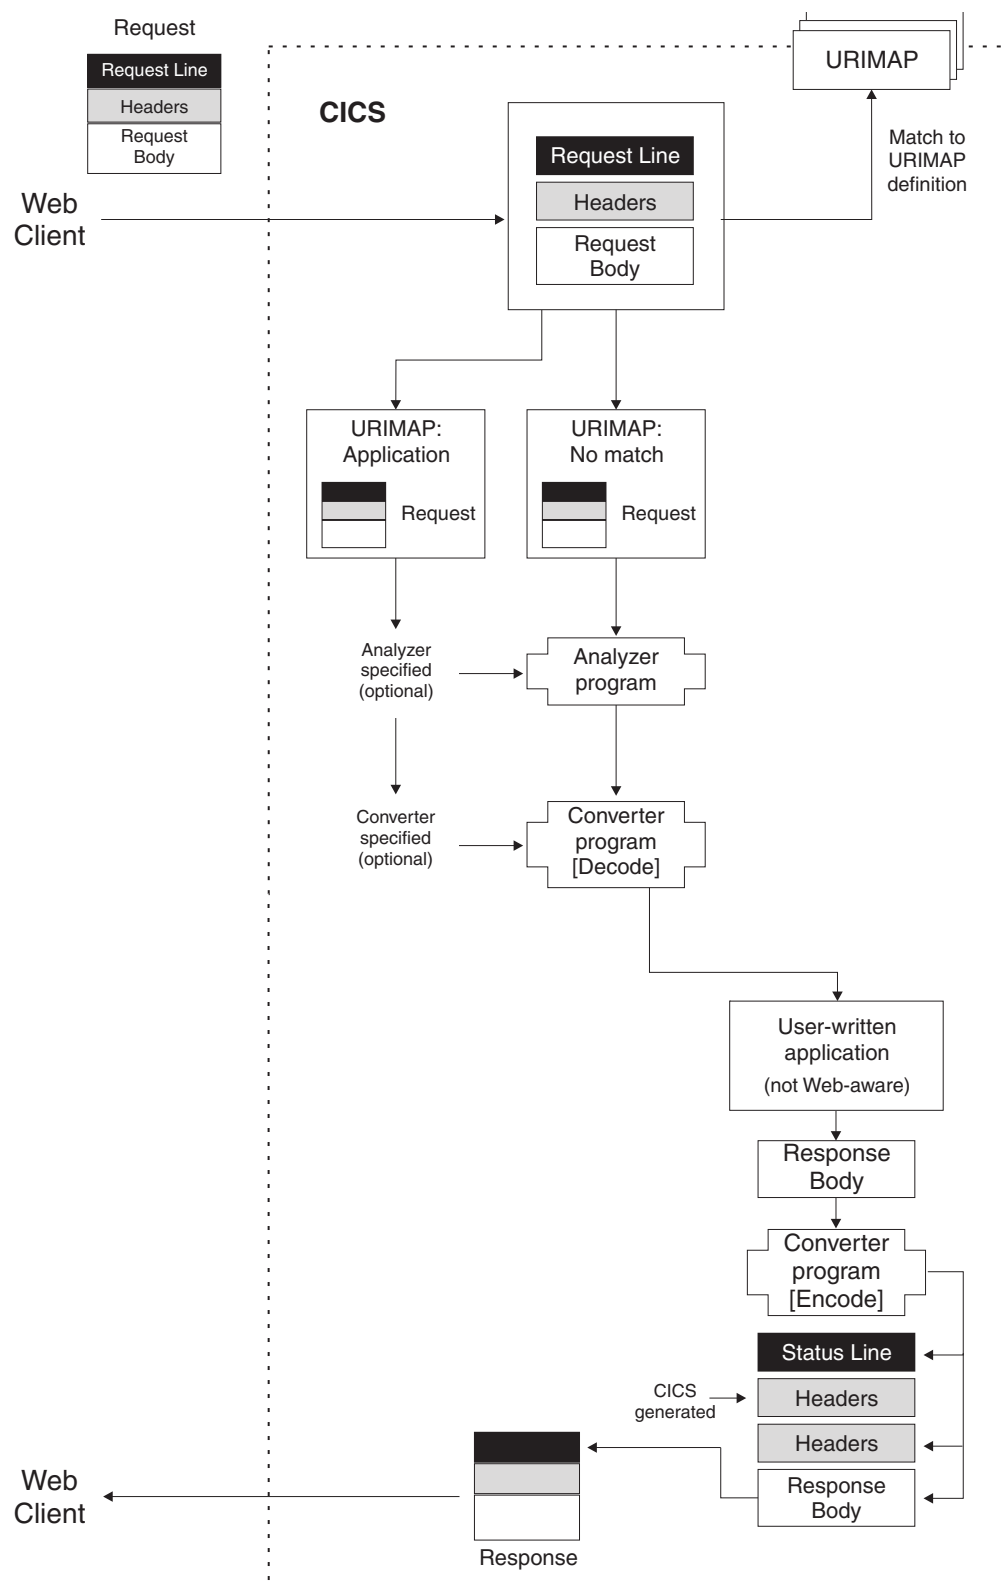 Request
Request Line
Headers
Request
Body
URIMAP
CICS
Match to
URIMAP
definition
Request Line
Headers
Request
Body
Web
Client
URIMAP:
Application
Request
URIMAP:
No match
Request
Analyzer
specified
(optional)
Analyzer
program
Converter
specified
(optional)
Converter
program
[Decode]
User-written
application
(not Web-aware)
Response
Body
Converter
program
[Encode]
Status Line
CICS
generated
Headers
Headers
Response
Body
Web
Client
Response